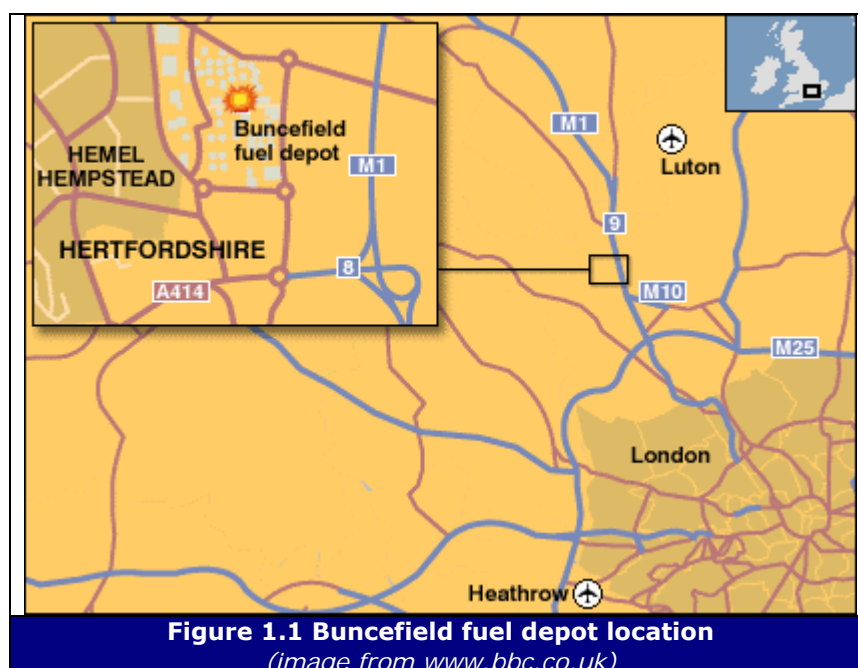 HEMEL
HEMPSTEAD
Buncefield
fuel depot
M1
HERTFORDSHIRE
8
A414
M1
Luton
9
M10
M25
London
Heathrow
Figure 1.1 Buncefield fuel depot location
(image from www.bbc.co.uk)